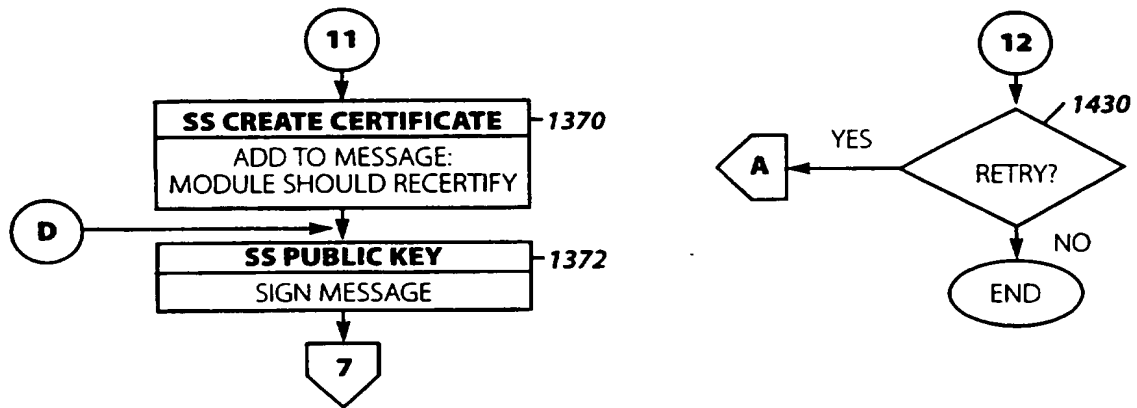 11
SS CREATE CERTIFICATE
1370
ADD TO MESSAGE:
MODULE SHOULD RECERTIFY
D
SS PUBLIC KEY
1372
SIGN MESSAGE
7
12
1430
YES
A
RETRY?
NO
END